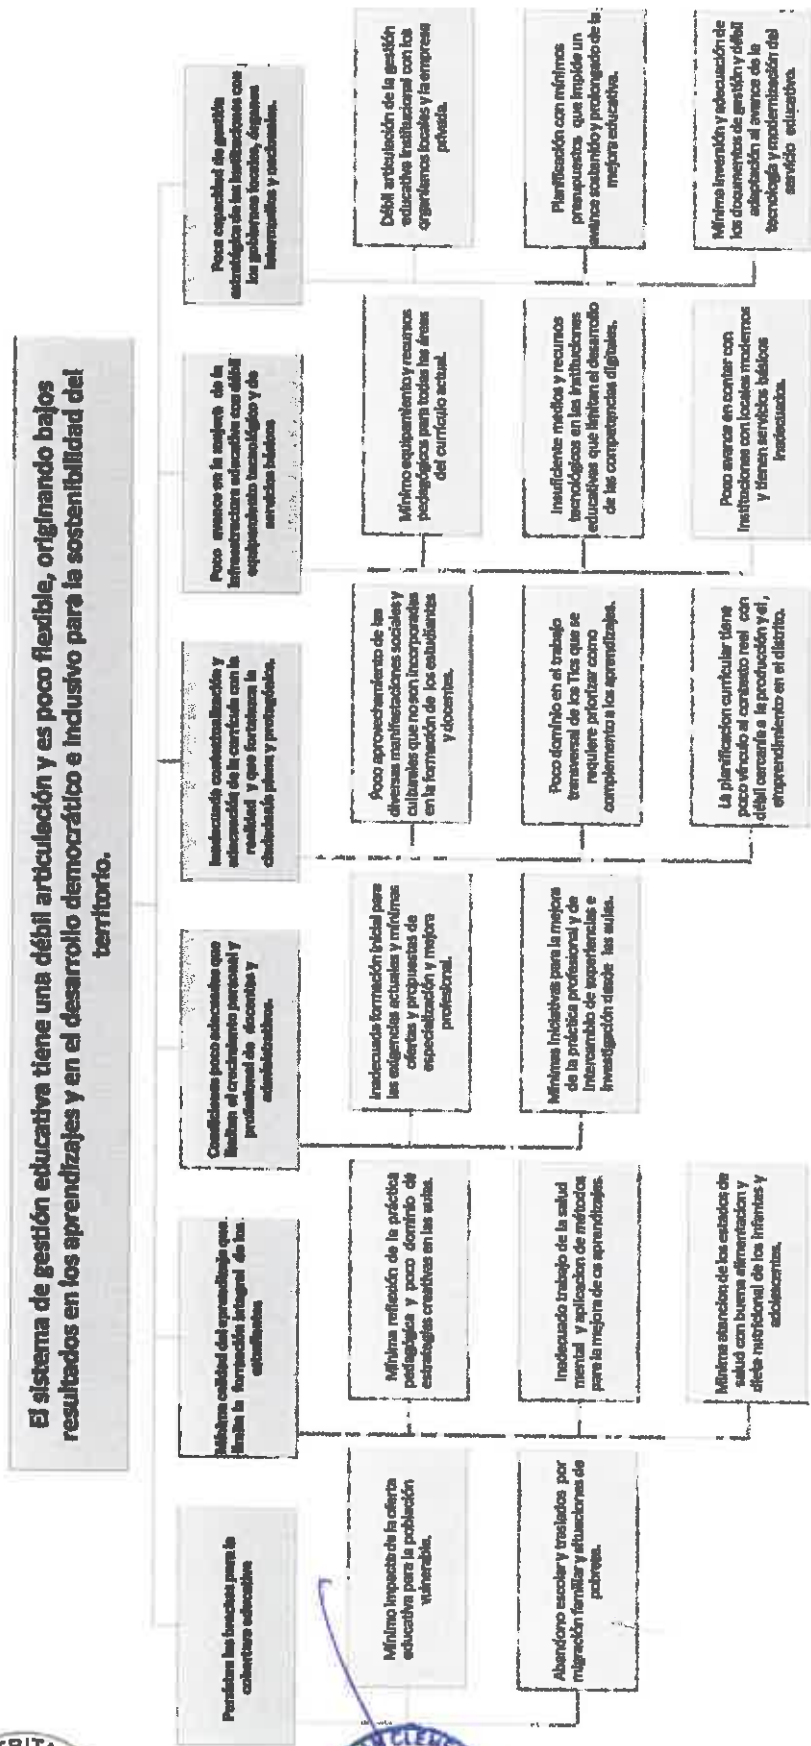 El sistema de gestión educativa tiene una débil articulación y es poco flexible, originando bajos
resultados en los aprendizajes y en el desarrollo democrático e inclusivo para la sostenibilidad del
territorio.
Persisten las brechas para la
cobertura educativa
Mínimo impacto de la oferta
educativa para la población
vulnerable.
Abandono escolar y traslados por
migración familiar y situaciones de
pobreza.
Mínima calidad del aprendizaje que
limita la formación integral de los
estudiantes
Mínima reflexión de la práctica
pedagógica y poco dominio de
estrategias creativas en las aulas.
Inadecuado trabajo de la salud
mental y aplicacion de métodos
para la mejora de os aprendizajes.
Mínima atencion de los estados de
salud con buena alimentacion y
dieta nutricional de los infantes y
adolescentes.
Condiciones poco adecuadas que
limitan el crecimiento personal y
profesional de docentes y
administrativos.
Inadecuada formación inicial para
las exigencias actuales y mínimas
ofertas y propuestas de
especialización y mejora
profesional.
Mínimas iniciativas para la mejora
de la práctica profesional y de
intercambio de experiencias e
investigación desde las aulas.
Inadecuada contextualización y
adecuación de la currícula con la
realidad y que fortalezca la
ciudadanía plena y protagónica.
Poco aprovechamiento de las
diversas manifestaciones sociales y
culturales que no son incorporadas
en la formación de los estudiantes
y docentes.
Poco dominio en el trabajo
transversal de los Tics que se
requiere priorizar como
complemento a los aprendizajes.
La planificacion curricular tiene
poco vínculo al contexto real con
débil cercanía a la producción y el ,
emprendimiento en el distrito.
Poco avance en la mejora de la
infraestructura educativa con débil
equipamiento tecnológico y de
servicios básicos
Mínimo equipamiento y recursos
pedagógicos para todas las áreas
del currículo actual.
Insuficiente medios y recursos
tecnológicos en las instituciones
educativas que limitan el desarrollo
de las competencias digitales.
Poco avance en contar con
instituciones con locales modernos
y tienen servicios básicos
inadecuados.
Poca capacidad de gestión
estratégica de las instituciones con
los gobiernos locales, órganos
intermedios y nacionales.
Débil articulación de la gestión
educativa institucional con los
organismos locales y la empresa
privada.
Planificación con mínimos
presupuestos que impide un
avance sostenido y prolongado de la
mejora educativa.
Mínima inversión y adecuación de
los documentos de gestión y débil
adaptación al avance de la
tecnología y modernización del
servicio educativo.